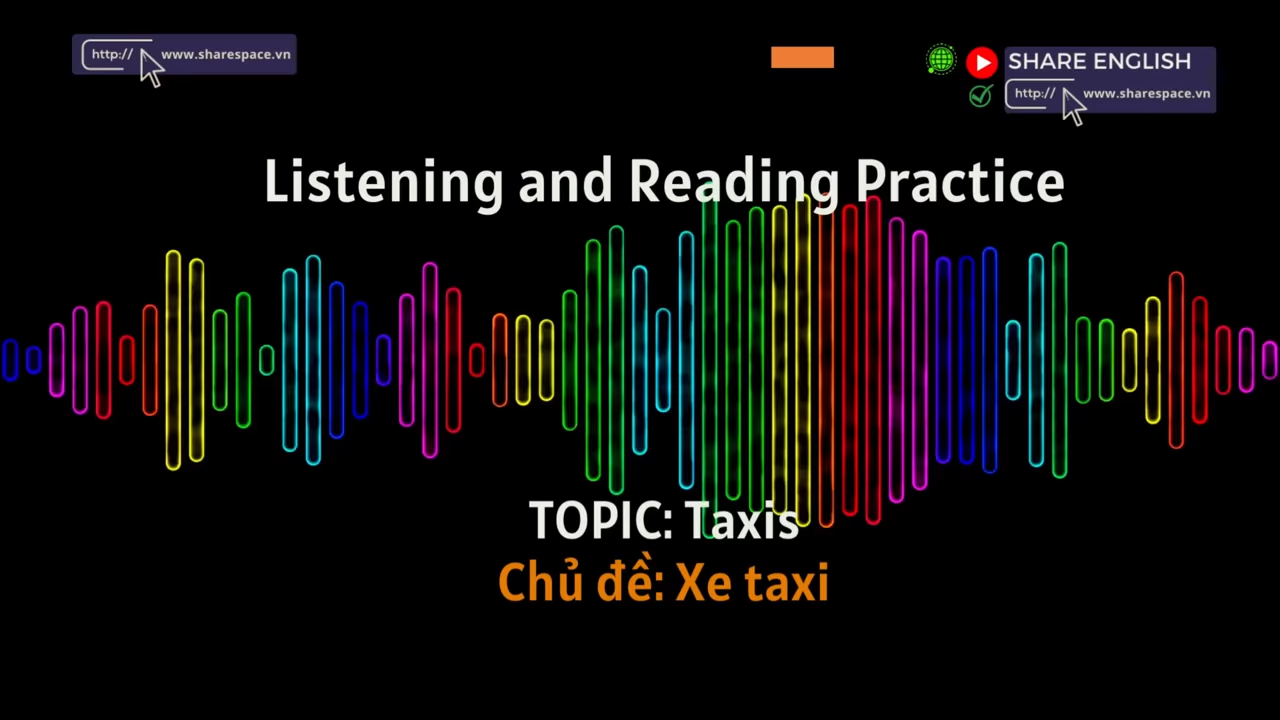 http:// www.sharespace.vn
SHARE ENGLISH
http:// www.sharespace.vn
Listening and Reading Practice
TOPIC: Taxis
Chủ đề: Xe taxi